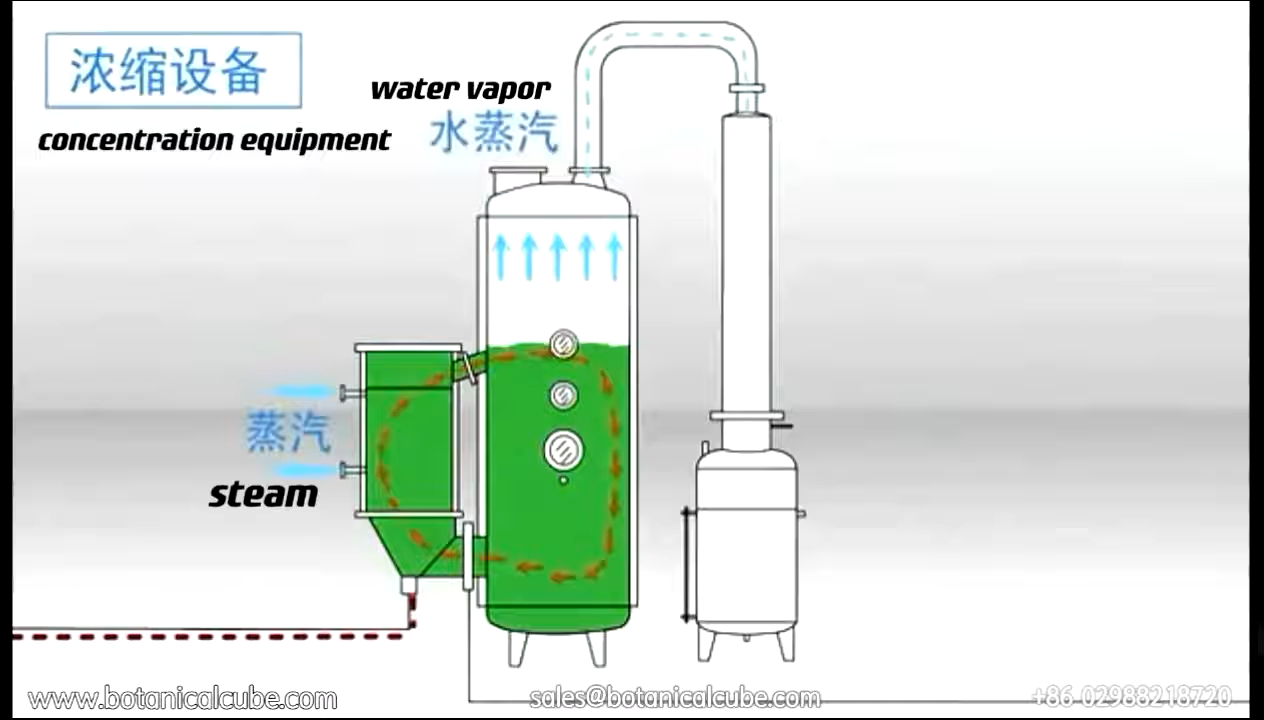 浓缩设备
concentration equipment
water vapor
水蒸汽
蒸汽
steam
www.botanicalcube.com
sales@botanicalcube.com
+86 02988218720